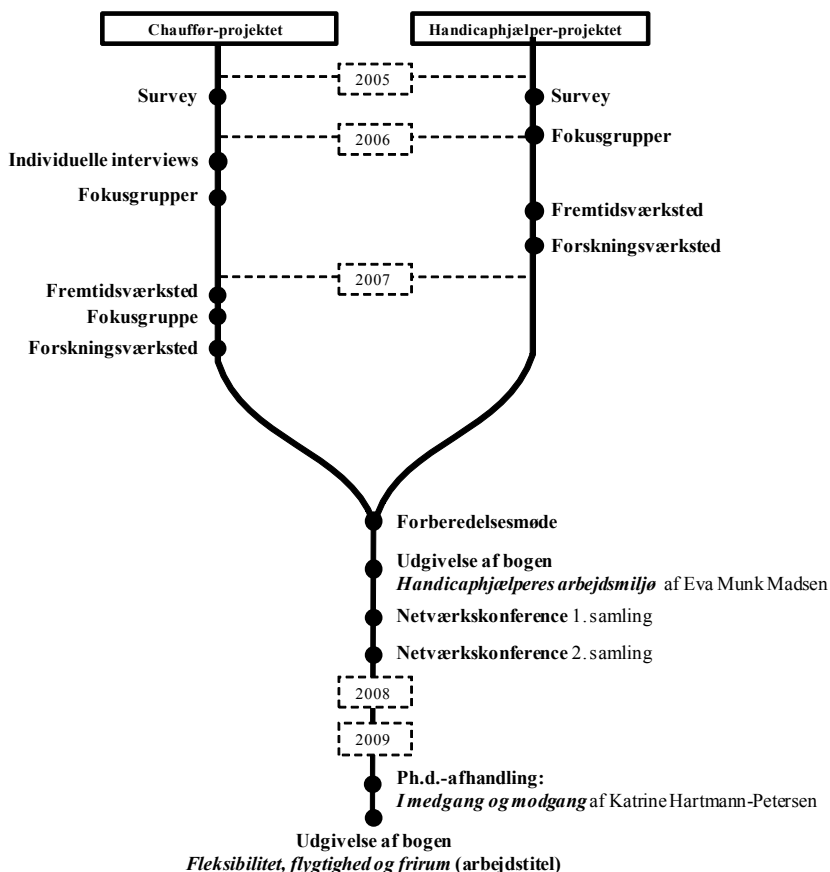 Chauffør-projektet
Handicaphjælper-projektet
2005
Survey
Survey
2006
Fokusgrupper
Individuelle interviews
Fokusgrupper
Fremtidsværksted
Forskningsværksted
2007
Fremtidsværksted
Fokusgruppe
Forskningsværksted
Forberedelsesmøde
Udgivelse af bogen
Handicaphjælperes arbejdsmiljø af Eva Munk Madsen
Netværkskonference 1. samling
Netværkskonference 2. samling
2008
2009
Ph.d.-afhandling:
I medgang og modgang af Katrine Hartmann-Petersen
Udgivelse af bogen
Fleksibilitet, flygtighed og frirum (arbejdstitel)